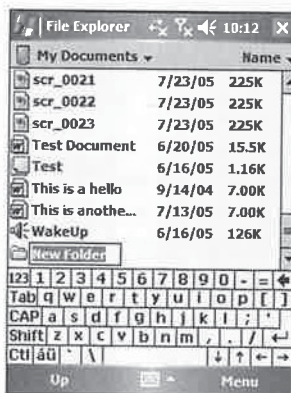 File Explorer 10:12
My Documents Name
scr_0021 7/23/05 225K
scr_0022 7/23/05 225K
scr_0023 7/23/05 225K
Test Document 6/20/05 15.5K
Test 6/16/05 1.16K
This is a hello 9/14/04 7.00K
This is anothe... 7/13/05 7.00K
WakeUp 6/16/05 126K
New Folder
123 1 2 3 4 5 6 7 8 9 0 - =
Tab q w e r t y u i o p [ ]
CAP a s d f g h j k l ; '
Shift z x c v b n m , . /
Ctl áü ` \
Up Menu